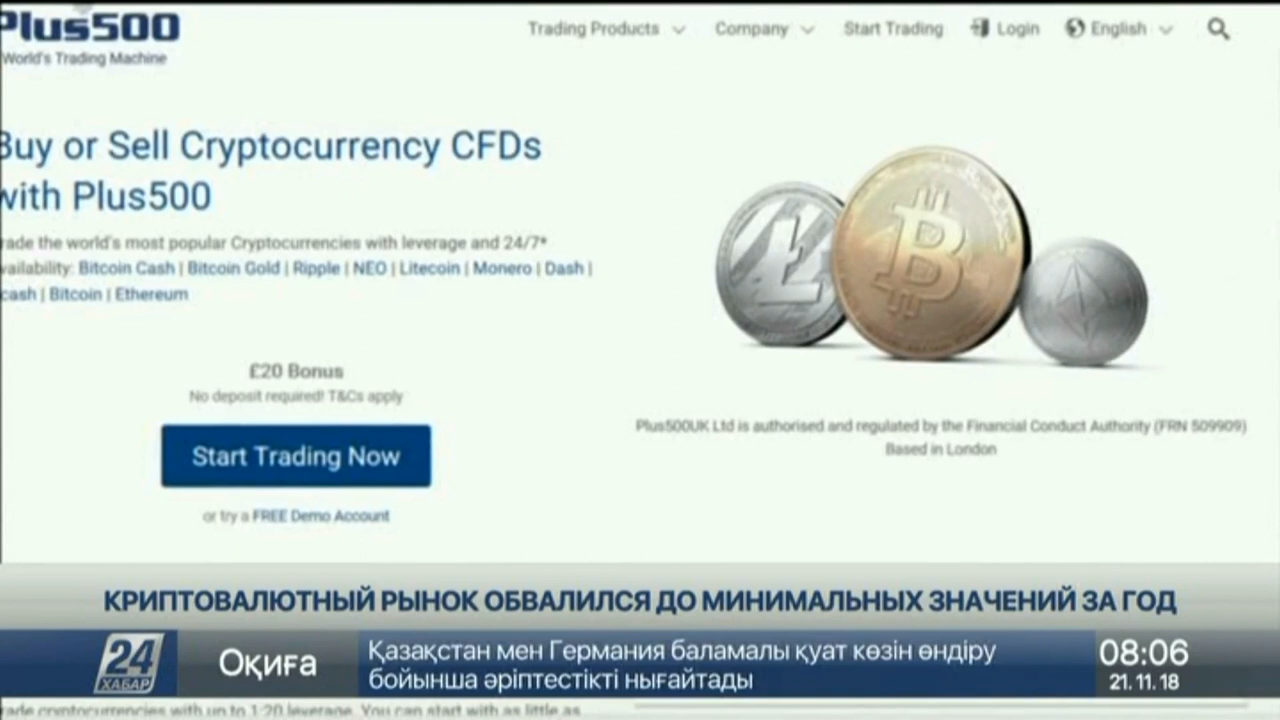 Plus500
World's Trading Machine
Trading Products
Company
Start Trading
Login
English
Buy or Sell Cryptocurrency CFDs
with Plus500
rade the world's most popular Cryptocurrencies with leverage and 24/7*
vailability: Bitcoin Cash | Bitcoin Gold | Ripple | NEO | Litecoin | Monero | Dash |
cash | Bitcoin | Ethereum
£20 Bonus
No deposit required! T&Cs apply
Start Trading Now
or try a FREE Demo Account
Plus500UK Ltd is authorised and regulated by the Financial Conduct Authority (FRN 509909)
Based in London
КРИПТОВАЛЮТНЫЙ РЫНОК ОБВАЛИЛСЯ ДО МИНИМАЛЬНЫХ ЗНАЧЕНИЙ ЗА ГОД
24
ХАБАР
Оқиға
Қазақстан мен Германия баламалы қуат көзін өндіру
бойынша әріптестікті нығайтады
08:06
21.11.18
rade cryptocurrencies with up to 1:20 leverage. You can start with as little as